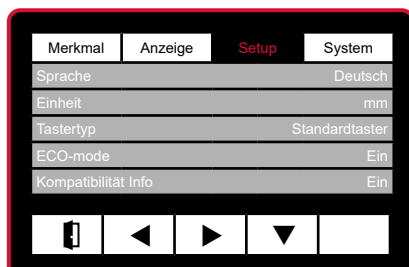 Merkmal Anzeige Setup System
Sprache Deutsch
Einheit mm
Tastertyp Standardtaster
ECO-mode Ein
Kompatibilität Info Ein